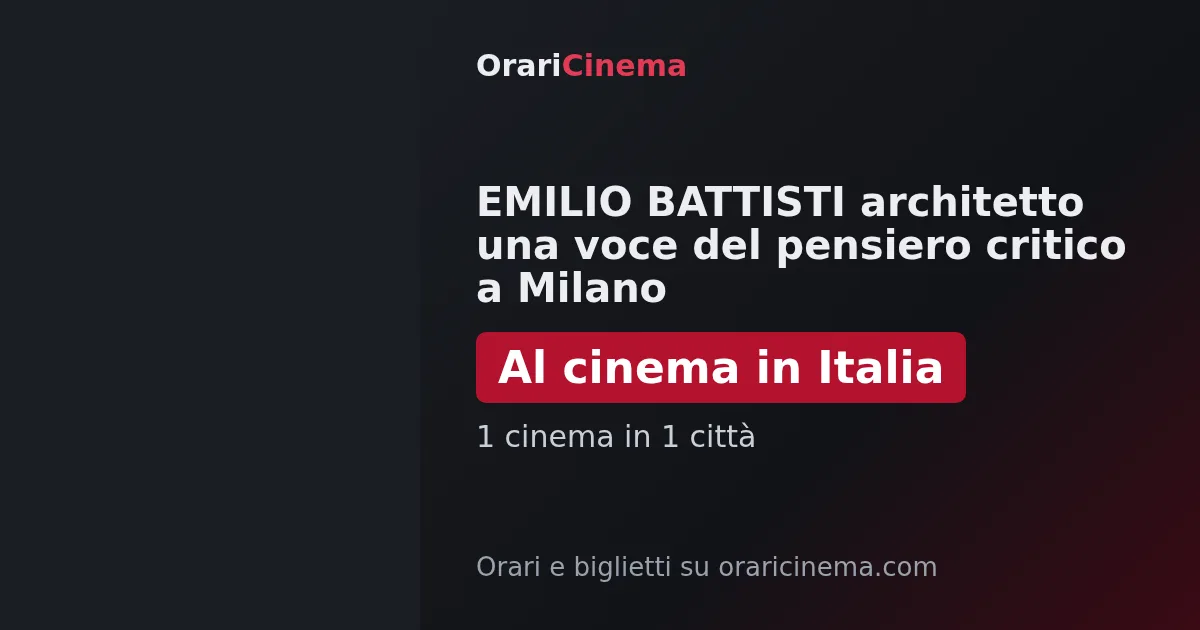 OrariCinema
EMILIO BATTISTI architetto
una voce del pensiero critico
a Milano
Al cinema in Italia
1 cinema in 1 città
Orari e biglietti su oraricinema.com